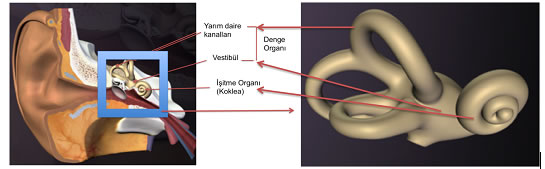 Yarım daire
kanalları
Denge
Organı
Vestibül
İşitme Organı
(Koklea)